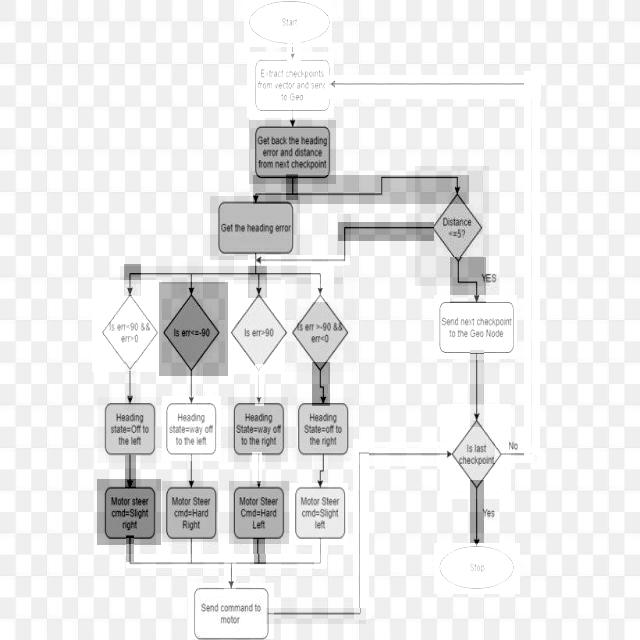 Start
Extract checkpoints
from vector and send
to Geo
Get back the heading
error and distance
from next checkpoint
Get the heading error
Distance
<=5?
YES
Is err<90 &&
err>0
Is err<=-90
Is err>90
Is err >-90 &&
err<0
Send next checkpoint
to the Geo Node
Heading
state=Off to
the left
Heading
state=way off
to the left
Heading
State=way off
to the right
Heading
State=off to
the right
Is last
checkpoint
No
Yes
Motor steer
cmd=Slight
right
Motor Steer
cmd=Hard
Right
Motor Steer
Cmd=Hard
Left
Motor Steer
cmd=Slight
left
Stop
Send command to
motor